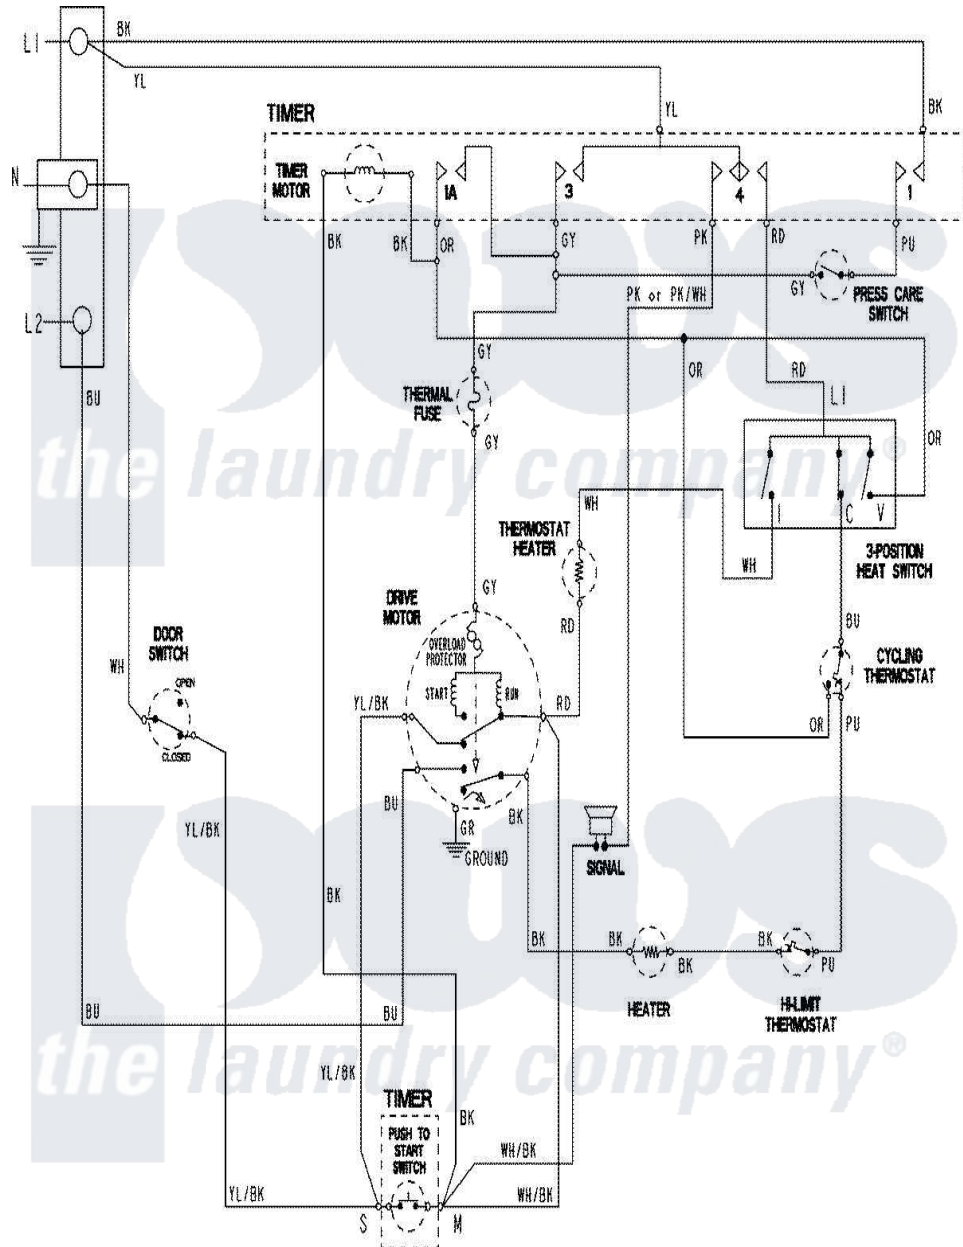 BK
L1
YL
YL
BK
TIMER
N
TIMER
MOTOR
1A
3
4
1
BK
BK
OR
GY
PK
RD
PU
PK or PK/WH
GY
PRESS CARE
SWITCH
L2
GY
OR
RD
L1
BU
THERMAL
FUSE
GY
OR
the laundry company®
WH
THERMOSTAT
HEATER
I
C
V
WH
3-POSITION
HEAT SWITCH
GY
DRIVE
MOTOR
RD
BU
DOOR
SWITCH
OVERLOAD
PROTECTOR
CYCLING
THERMOSTAT
WH
OPEN
START
RUN
YL/BK
RD
OR
PU
CLOSED
BU
BK
YL/BK
GR
GROUND
SIGNAL
BK
BK
BK
BK
BK
PU
HEATER
HI-LIMIT
THERMOSTAT
BU
BU
the laundry company®
YL/BK
TIMER
BK
PUSH TO
START
SWITCH
WH/BK
YL/BK
WH/BK
S
M